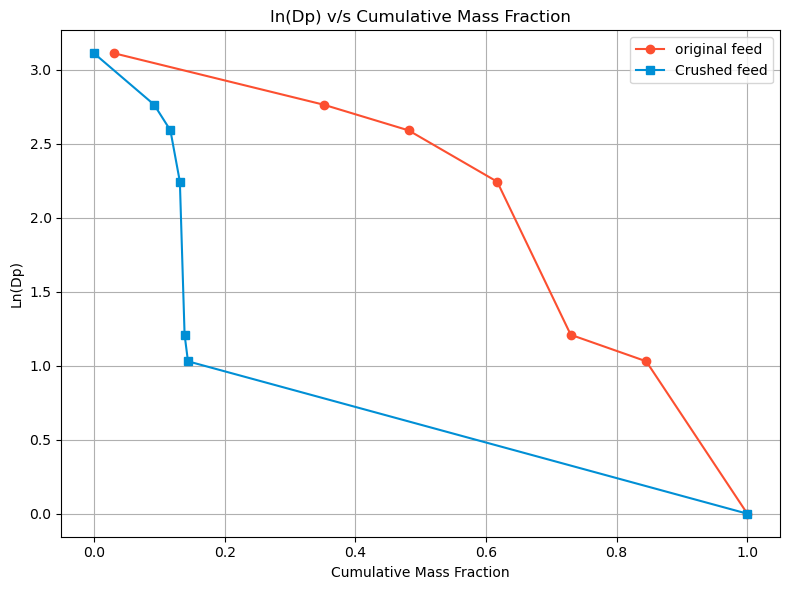 ln(Dp) v/s Cumulative Mass Fraction
original feed
Crushed feed
3.0
2.5
2.0
1.5
1.0
0.5
0.0
Ln(Dp)
0.0 0.2 0.4 0.6 0.8 1.0
Cumulative Mass Fraction